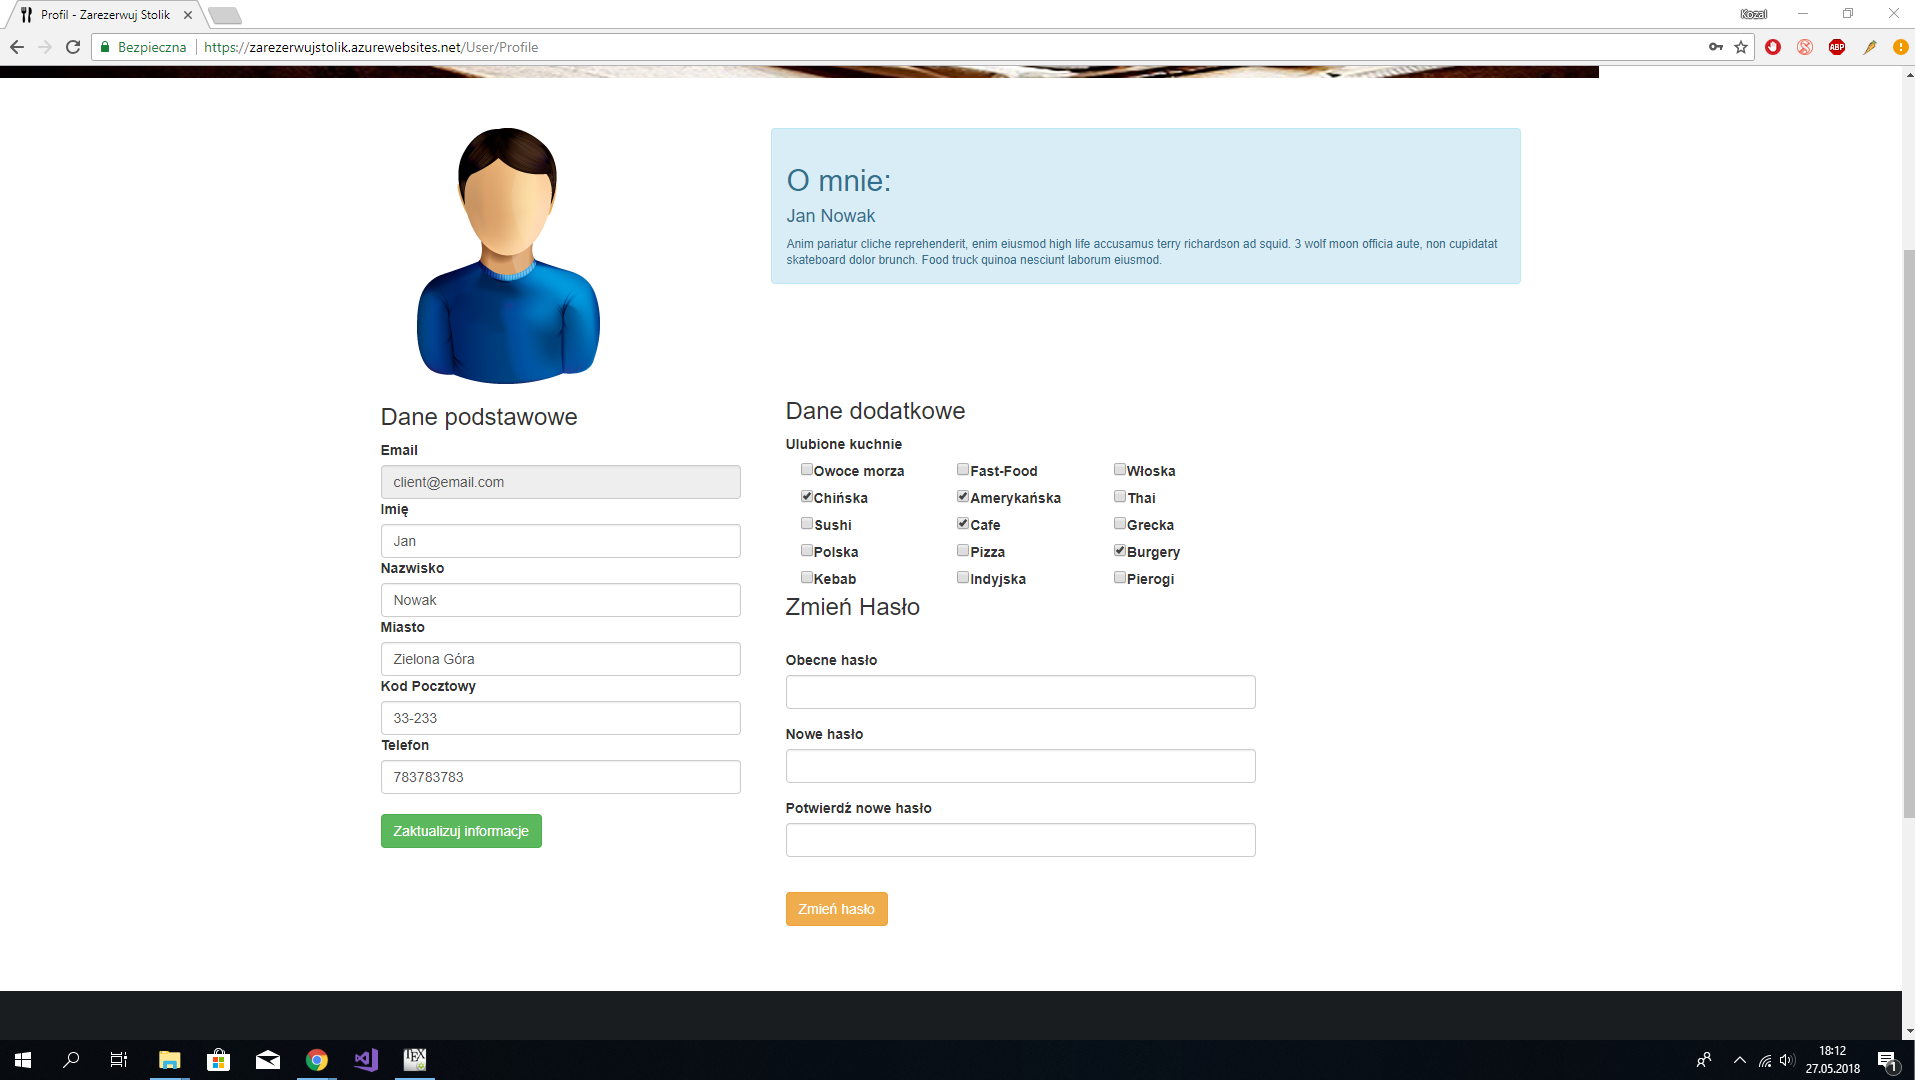 Profil - Zarezerwuj Stolik
Kozal
Bezpieczna
https://zarezerwujstolik.azurewebsites.net/User/Profile
ABP
O mnie:
Jan Nowak
Anim pariatur cliche reprehenderit, enim eiusmod high life accusamus terry richardson ad squid. 3 wolf moon officia aute, non cupidatat
skateboard dolor brunch. Food truck quinoa nesciunt laborum eiusmod.
Dane podstawowe
Email
client@email.com
Imię
Jan
Nazwisko
Nowak
Miasto
Zielona Góra
Kod Pocztowy
33-233
Telefon
783783783
Zaktualizuj informacje
Dane dodatkowe
Ulubione kuchnie
Owoce morza Fast-Food Włoska
Chińska Amerykańska Thai
Sushi Cafe Grecka
Polska Pizza Burgery
Kebab Indyjska Pierogi
Zmień Hasło
Obecne hasło
Nowe hasło
Potwierdź nowe hasło
Zmień hasło
TEX
18:12
27.05.2018
1